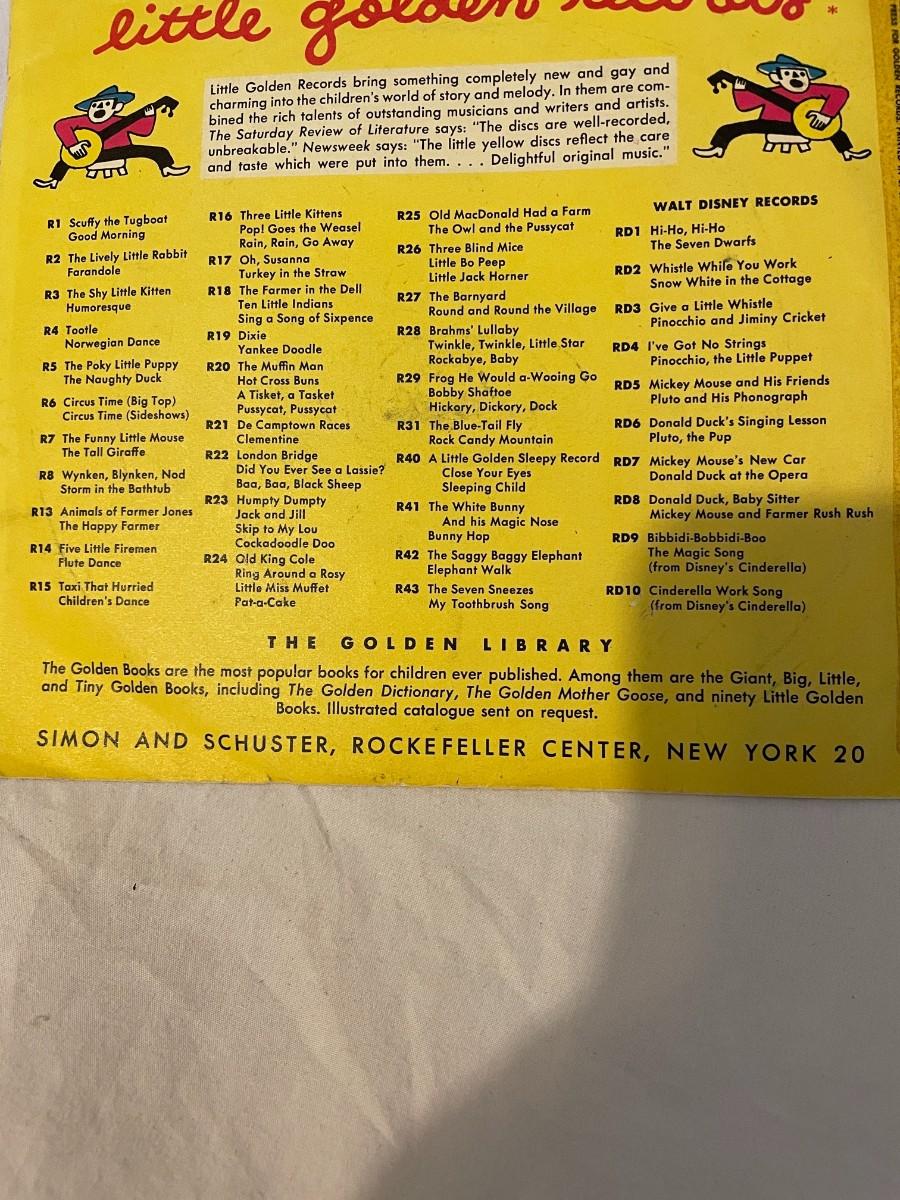 little golden records*
Little Golden Records bring something completely new and gay and
charming into the children's world of story and melody. In them are com-
bined the rich talents of outstanding musicians and writers and artists.
The Saturday Review of Literature says: "The discs are well-recorded,
unbreakable." Newsweek says: "The little yellow discs reflect the care
and taste which were put into them. . . . Delightful original music."
R1 Scuffy the Tugboat
Good Morning
R2 The Lively Little Rabbit
Farandole
R3 The Shy Little Kitten
Humoresque
R4 Tootle
Norwegian Dance
R5 The Poky Little Puppy
The Naughty Duck
R6 Circus Time (Big Top)
Circus Time (Sideshows)
R7 The Funny Little Mouse
The Tall Giraffe
R8 Wynken, Blynken, Nod
Storm in the Bathtub
R13 Animals of Farmer Jones
The Happy Farmer
R14 Five Little Firemen
Flute Dance
R15 Taxi That Hurried
Children's Dance
R16 Three Little Kittens
Pop! Goes the Weasel
Rain, Rain, Go Away
R17 Oh, Susanna
Turkey in the Straw
R18 The Farmer in the Dell
Ten Little Indians
Sing a Song of Sixpence
R19 Dixie
Yankee Doodle
R20 The Muffin Man
Hot Cross Buns
A Tisket, a Tasket
Pussycat, Pussycat
R21 De Camptown Races
Clementine
R22 London Bridge
Did You Ever See a Lassie?
Baa, Baa, Black Sheep
R23 Humpty Dumpty
Jack and Jill
Skip to My Lou
Cockadoodle Doo
R24 Old King Cole
Ring Around a Rosy
Little Miss Muffet
Pat-a-Cake
R25 Old MacDonald Had a Farm
The Owl and the Pussycat
R26 Three Blind Mice
Little Bo Peep
Little Jack Horner
R27 The Barnyard
Round and Round the Village
R28 Brahms' Lullaby
Twinkle, Twinkle, Little Star
Rockabye, Baby
R29 Frog He Would a-Wooing Go
Bobby Shaftoe
Hickory, Dickory, Dock
R31 The Blue-Tail Fly
Rock Candy Mountain
R40 A Little Golden Sleepy Record
Close Your Eyes
Sleeping Child
R41 The White Bunny
And his Magic Nose
Bunny Hop
R42 The Saggy Baggy Elephant
Elephant Walk
R43 The Seven Sneezes
My Toothbrush Song
WALT DISNEY RECORDS
RD1 Hi-Ho, Hi-Ho
The Seven Dwarfs
RD2 Whistle While You Work
Snow White in the Cottage
RD3 Give a Little Whistle
Pinocchio and Jiminy Cricket
RD4 I've Got No Strings
Pinocchio, the Little Puppet
RD5 Mickey Mouse and His Friends
Pluto and His Phonograph
RD6 Donald Duck's Singing Lesson
Pluto, the Pup
RD7 Mickey Mouse's New Car
Donald Duck at the Opera
RD8 Donald Duck, Baby Sitter
Mickey Mouse and Farmer Rush Rush
RD9 Bibbidi-Bobbidi-Boo
The Magic Song
(from Disney's Cinderella)
RD10 Cinderella Work Song
(from Disney's Cinderella)
THE GOLDEN LIBRARY
The Golden Books are the most popular books for children ever published. Among them are the Giant, Big, Little,
and Tiny Golden Books, including The Golden Dictionary, The Golden Mother Goose, and ninety Little Golden
Books. Illustrated catalogue sent on request.
SIMON AND SCHUSTER, ROCKEFELLER CENTER, NEW YORK 20
PRESS FOR GOLDEN RECORDS